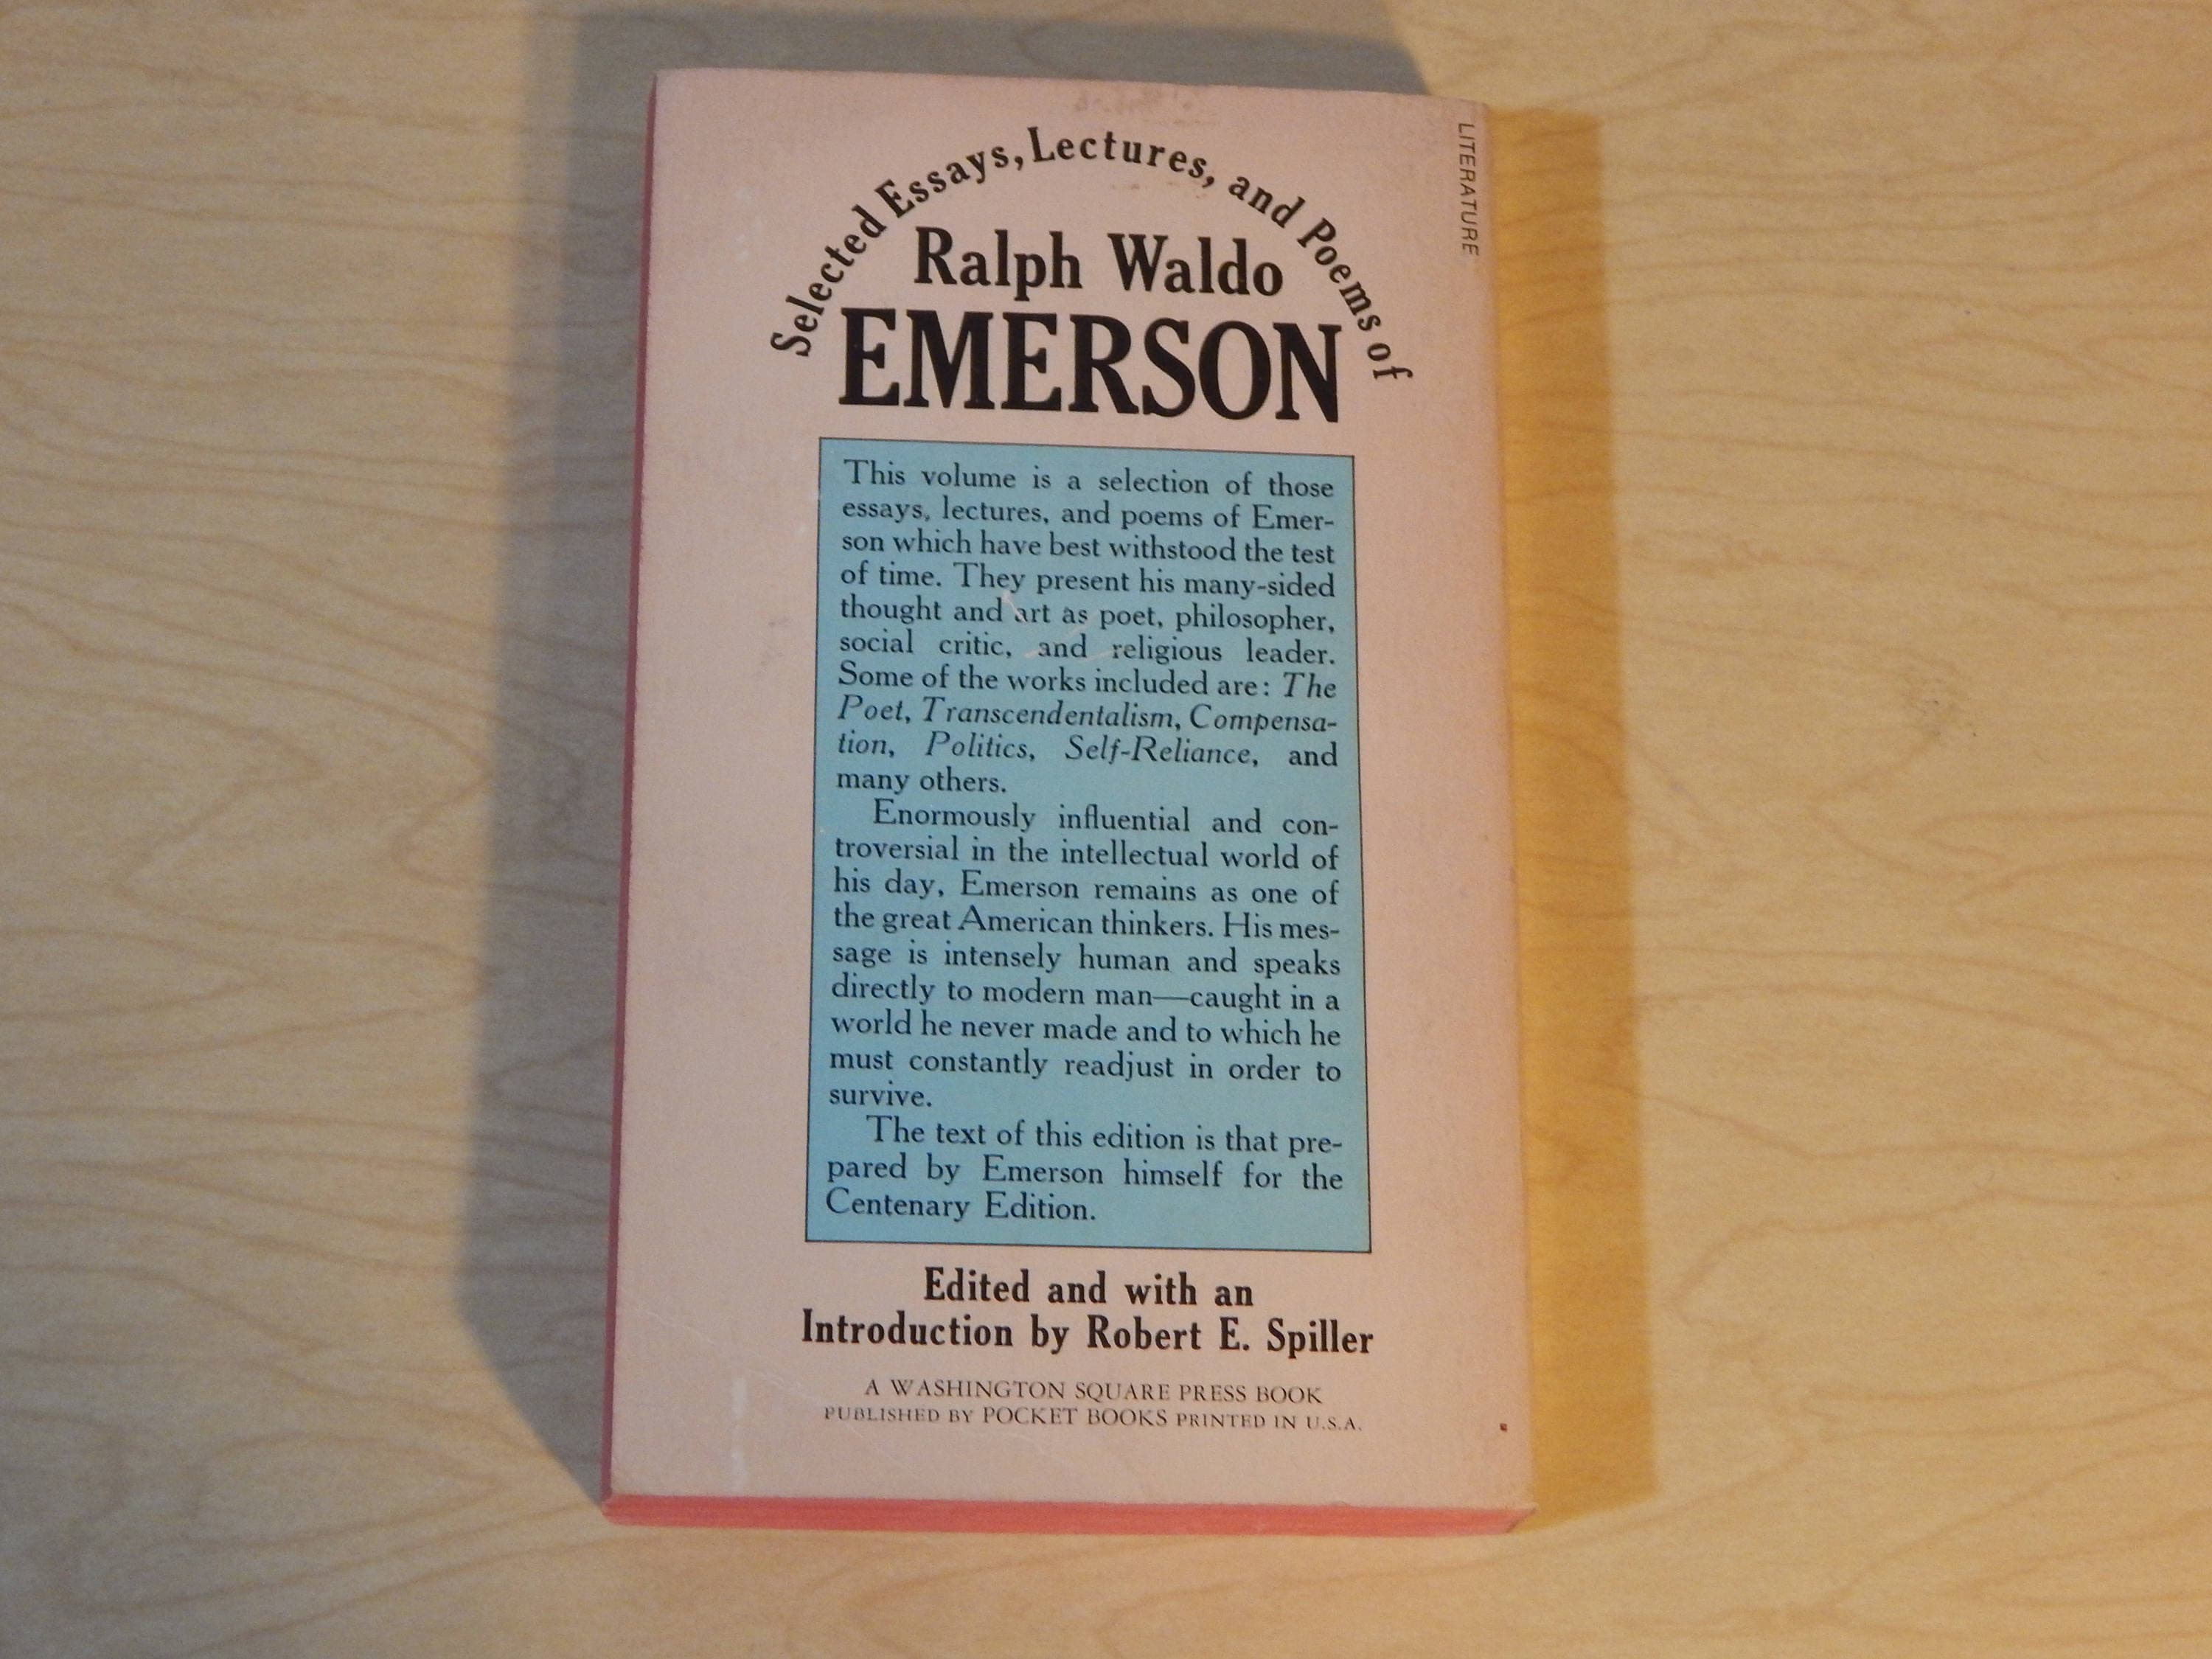 LITERATURE
Selected Essays, Lectures, and Poems of
Ralph Waldo
EMERSON
This volume is a selection of those
essays, lectures, and poems of Emer-
son which have best withstood the test
of time. They present his many-sided
thought and art as poet, philosopher,
social critic, and religious leader.
Some of the works included are: The
Poet, Transcendentalism, Compensa-
tion, Politics, Self-Reliance, and
many others.
Enormously influential and con-
troversial in the intellectual world of
his day, Emerson remains as one of
the great American thinkers. His mes-
sage is intensely human and speaks
directly to modern man—caught in a
world he never made and to which he
must constantly readjust in order to
survive.
The text of this edition is that pre-
pared by Emerson himself for the
Centenary Edition.
Edited and with an
Introduction by Robert E. Spiller
A WASHINGTON SQUARE PRESS BOOK
PUBLISHED BY POCKET BOOKS PRINTED IN U.S.A.